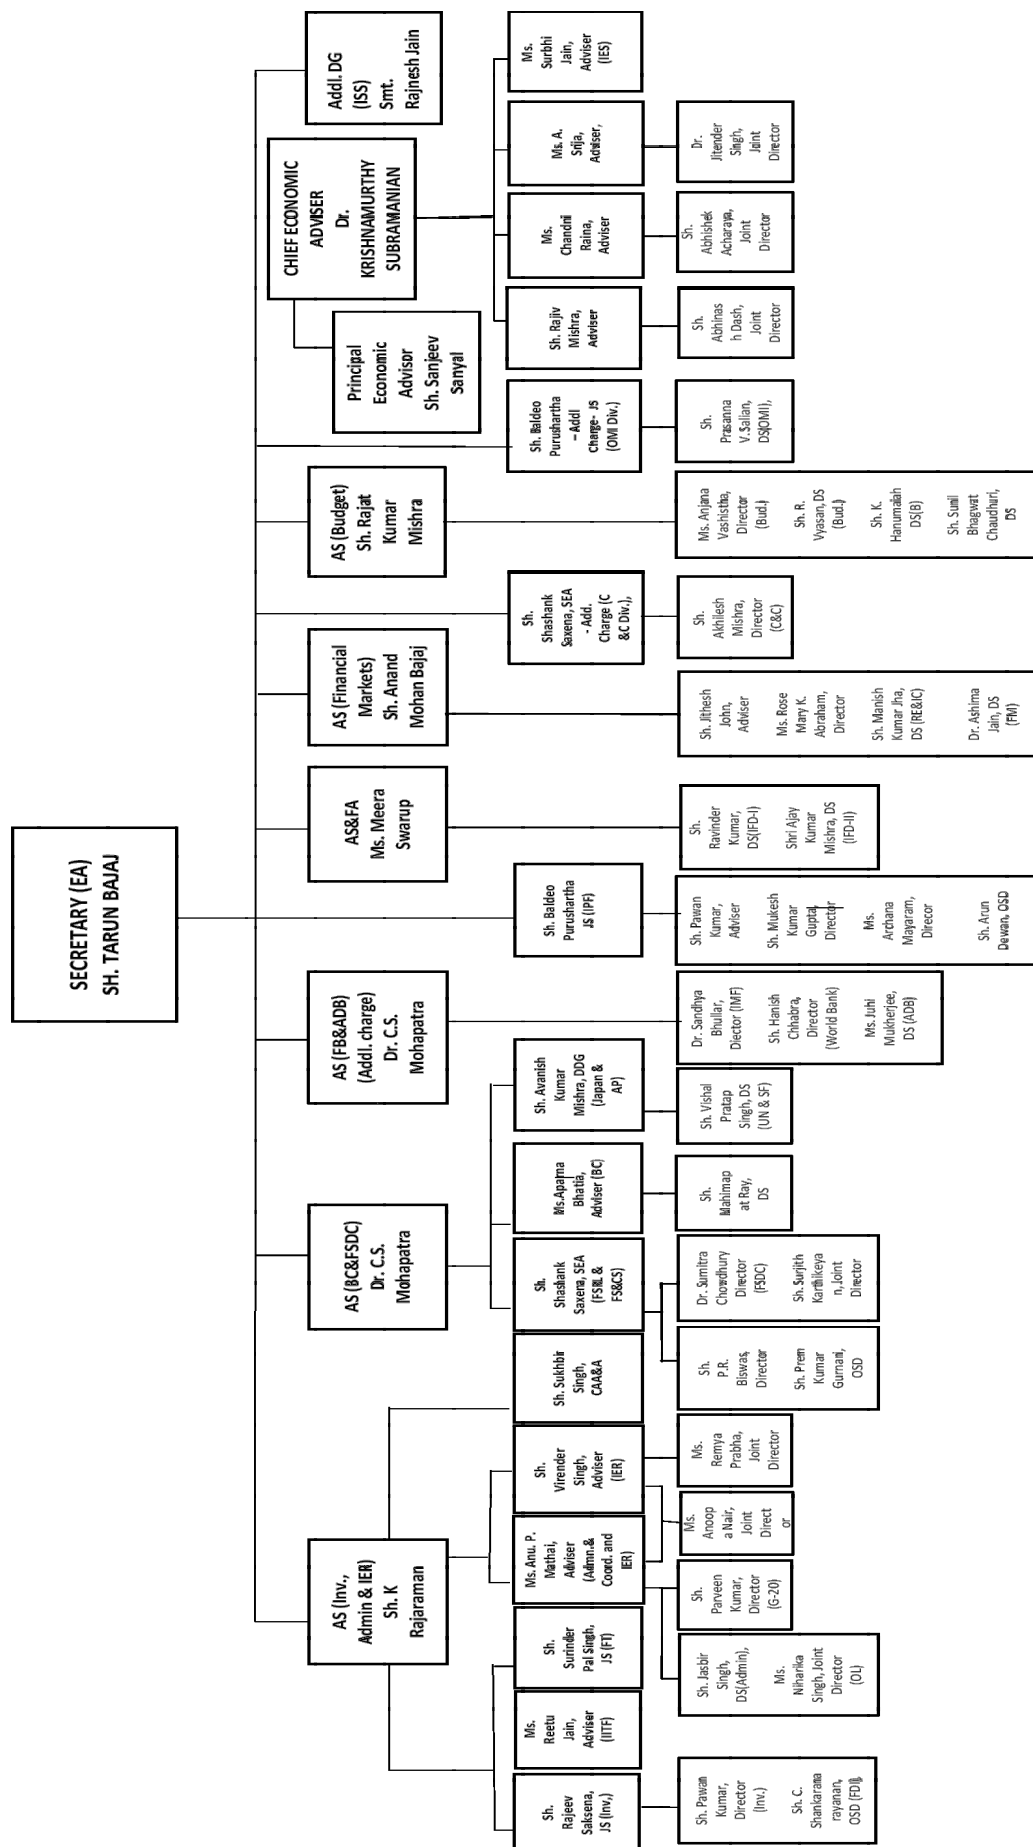 SECRETARY (EA)
SH. TARUN BAJAJ
AS (Inv.,
Admin & IER)
Sh. K
Rajaraman
AS (BC&FSDC)
Dr. C.S.
Mohapatra
AS (FB&ADB)
(Addl. charge)
Dr. C.S.
Mohapatra
AS&FA
Ms. Meera
Swarup
AS (Financial
Markets)
Sh. Anand
Mohan Bajaj
AS (Budget)
Sh. Rajat
Kumar
Mishra
Principal
Economic
Advisor
Sh. Sanjeev
Sanyal
CHIEF ECONOMIC
ADVISER
Dr.
KRISHNAMURTHY
SUBRAMANIAN
Addl. DG
(ISS)
Smt.
Rajnesh Jain
Sh.
Rajeev
Saksena,
JS (Inv,)
Ms.
Reetu
Jain,
Adviser
(IITF)
Sh.
Surinder
Pal Singh,
JS (FT)
Ms. Anu. P.
Mathai,
Adviser
(Admn.&
Coord. and
IER)
Sh.
Virender
Singh,
Adviser
(IER)
Sh. Sukhbir
Singh,
CAA&A
Sh.
Shashank
Saxena, SEA
(FSRL &
FS&CS)
Ms.Aparna
Bhatia,
Adviser (BC)
Sh. Avanish
Kumar
Mishra, DDG
(Japan &
AP)
Sh. Baldeo
Purushartha
JS (IPF)
Sh.
Shashank
Saxena, SEA
- Add.
Charge (C
&C Div.),
Sh. Baldeo
Purushartha
– Addl
Charge- JS
(OMI Div.)
Sh. Rajiv
Mishra,
Adviser
Ms.
Chandni
Raina,
Adviser
Ms. A.
Srija,
Adviser,
Ms.
Surbhi
Jain,
Adviser
(IES)
Sh. Pawan
Kumar,
Director
(Inv.)
Sh. C.
Shankarama
rayanan,
OSD (FDI),
Sh. Jasbir
Singh,
DS(Admin),
Ms.
Niharika
Singh, Joint
Director
(OL)
Sh.
Parveen
Kumar,
Director
(G-20)
Ms.
Anoop
a Nair,
Joint
Direct
or
Ms.
Remya
Prabha,
Joint
Director
Sh.
P.R.
Biswas,
Director
Sh. Prem
Kumar
Gurnani,
OSD
Dr. Sumitra
Chowdhury
Director
(FSDC)
Sh. Surjith
Karthikeya
n, Joint
Director
Sh.
Mahimap
at Ray,
DS
Sh. Vishal
Pratap
Singh, DS
(UN & SF)
Dr. Sandhya
Bhullar,
Diector (IMF)
Sh. Hanish
Chhabra,
Director
(World Bank)
Ms. Juhi
Mukherjee,
DS (ADB)
Sh. Pawan
Kumar,
Adviser
Sh. Mukesh
Kumar
Gupta,
Director
Ms.
Archana
Mayaram,
Direcor
Sh. Arun
Dewan, OSD
Sh.
Ravinder
Kumar,
DS(IFD-I)
Shri Ajay
Kumar
Mishra, DS
(IFD-II)
Sh. Jithesh
John,
Adviser
Ms. Rose
Mary K.
Abraham,
Director
Sh. Manish
Kumar Jha,
DS (RE&IC)
Dr. Ashima
Jain, DS
(FM)
Sh.
Akhilesh
Mishra,
Director
(C&C)
Ms. Anjana
Vashistha,
Director
(Bud.)
Sh. R.
Vyasan, DS
(Bud.)
Sh. K.
Hanumaiah
DS(B)
Sh. Sunil
Bhagwat
Chaudhuri,
DS
Sh.
Prasanna
V. Salian,
DS(OMI),
Sh.
Abhinas
h Dash,
Joint
Director
Sh.
Abhishek
Acharaya,
Joint
Director
Dr.
Jitender
Singh,
Joint
Director